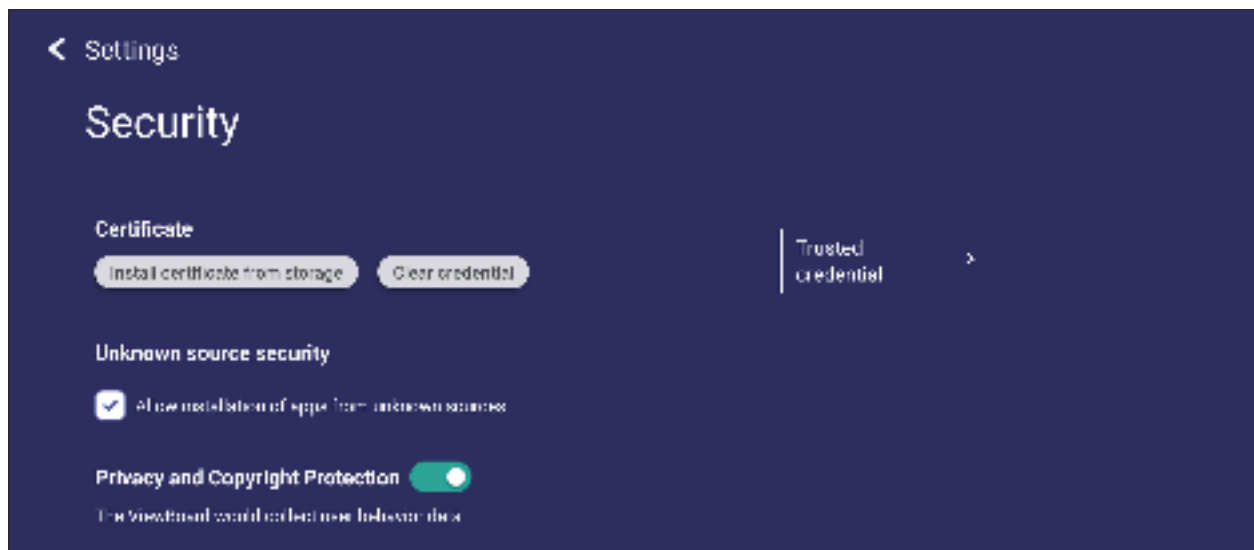 Settings
Security
Certificate
Install certificate from storage
Clear credential
Trusted
credential
Unknown source security
Allow installation of apps from unknown sources
Privacy and Copyright Protection
The ViewBoard would collect user behavior data